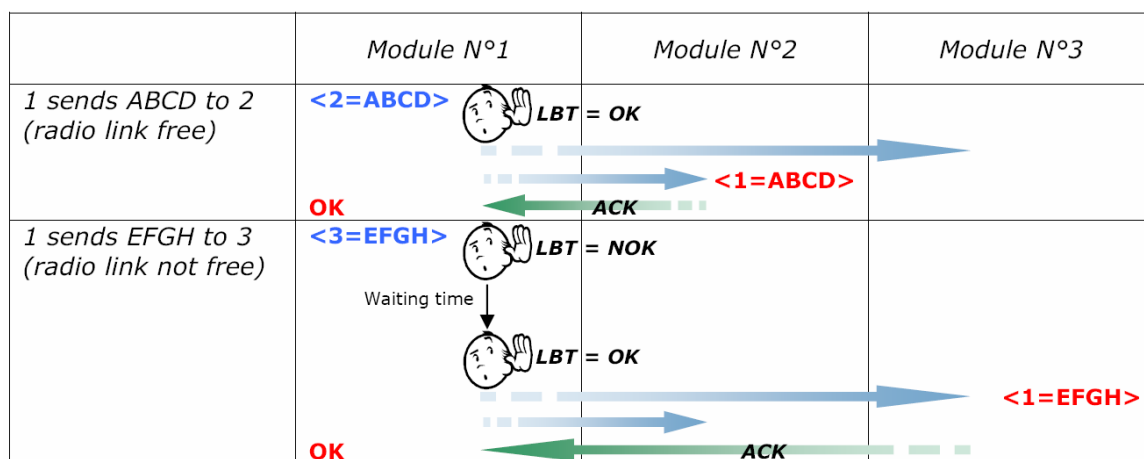 Module N°1
Module N°2
Module N°3
1 sends ABCD to 2
(radio link free)
<2=ABCD>
LBT = OK
<1=ABCD>
OK
ACK
1 sends EFGH to 3
(radio link not free)
<3=EFGH>
LBT = NOK
Waiting time
LBT = OK
<1=EFGH>
OK
ACK